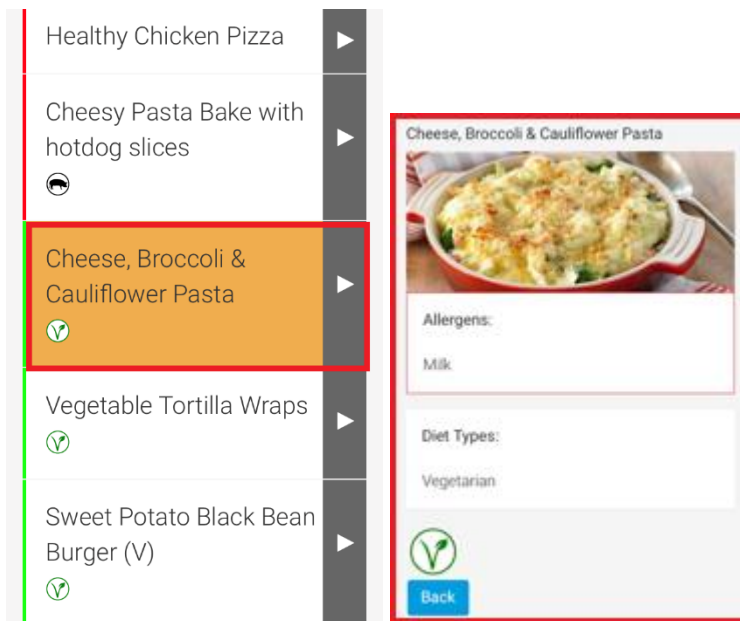 Healthy Chicken Pizza
Cheesy Pasta Bake with
hotdog slices
Cheese, Broccoli &
Cauliflower Pasta
Vegetable Tortilla Wraps
Sweet Potato Black Bean
Burger (V)
Cheese, Broccoli & Cauliflower Pasta
Allergens:
Milk
Diet Types:
Vegetarian
Back